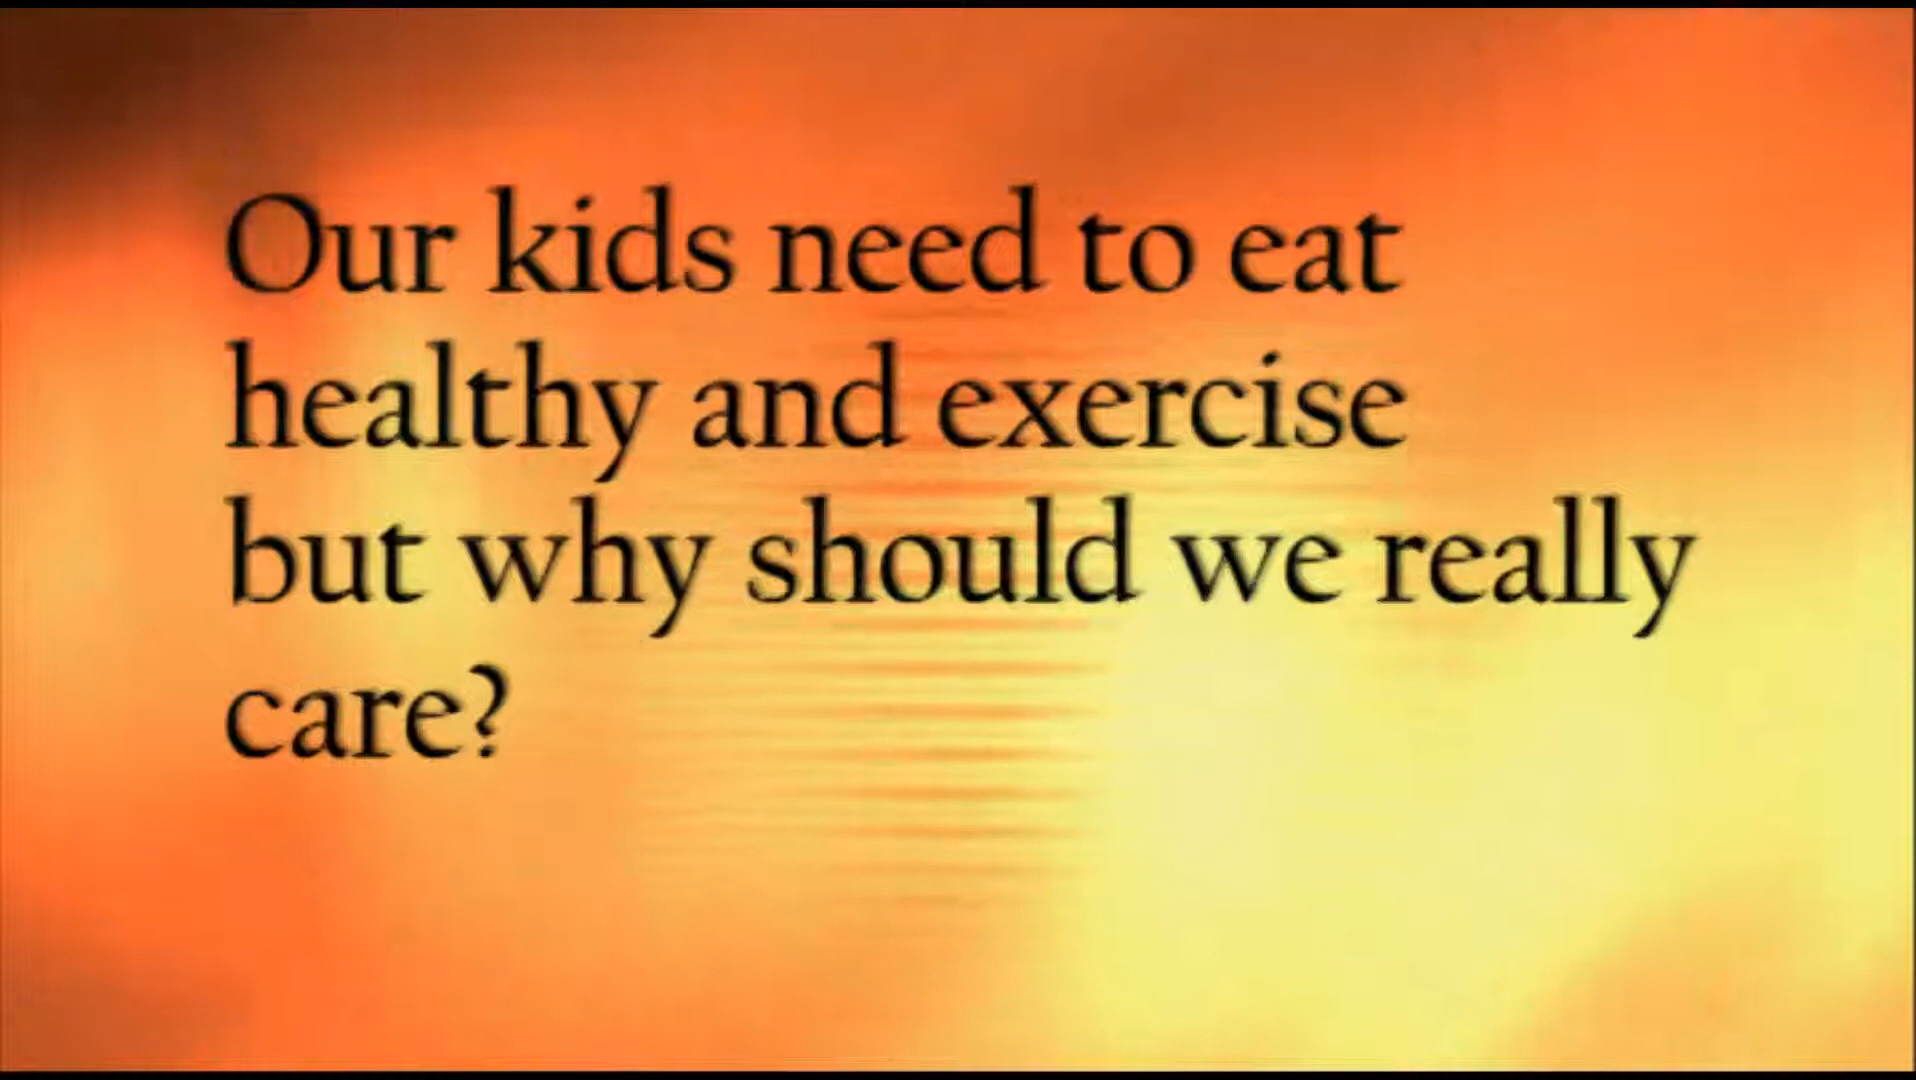 Our kids need to eat
healthy and exercise
but why should we really
care?